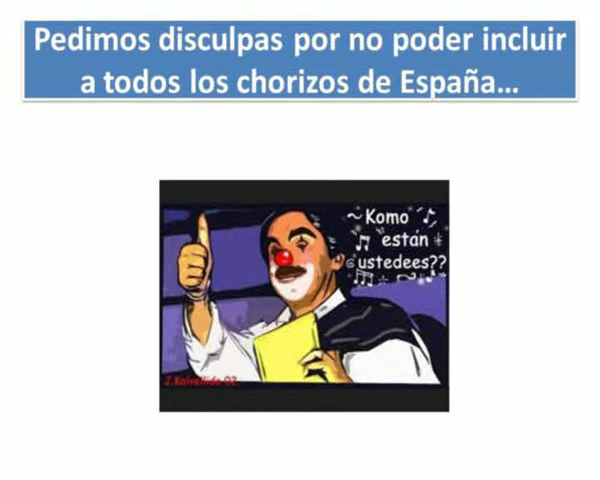 Pedimos disculpas por no poder incluir
a todos los chorizos de España...
~Komo
están
ustedees??